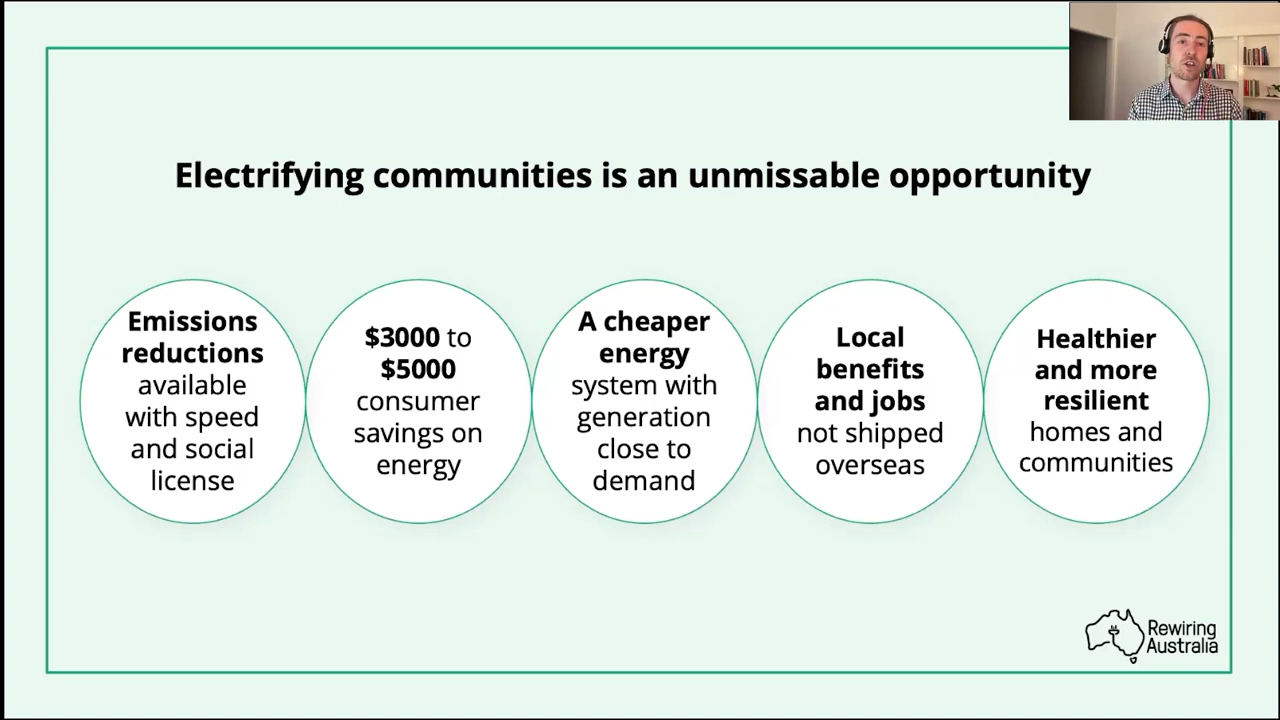 Electrifying communities is an unmissable opportunity
Emissions
reductions
available
with speed
and social
license
$3000 to
$5000
consumer
savings on
energy
A cheaper
energy
system with
generation
close to
demand
Local
benefits
and jobs
not shipped
overseas
Healthier
and more
resilient
homes and
communities
Rewiring
Australia